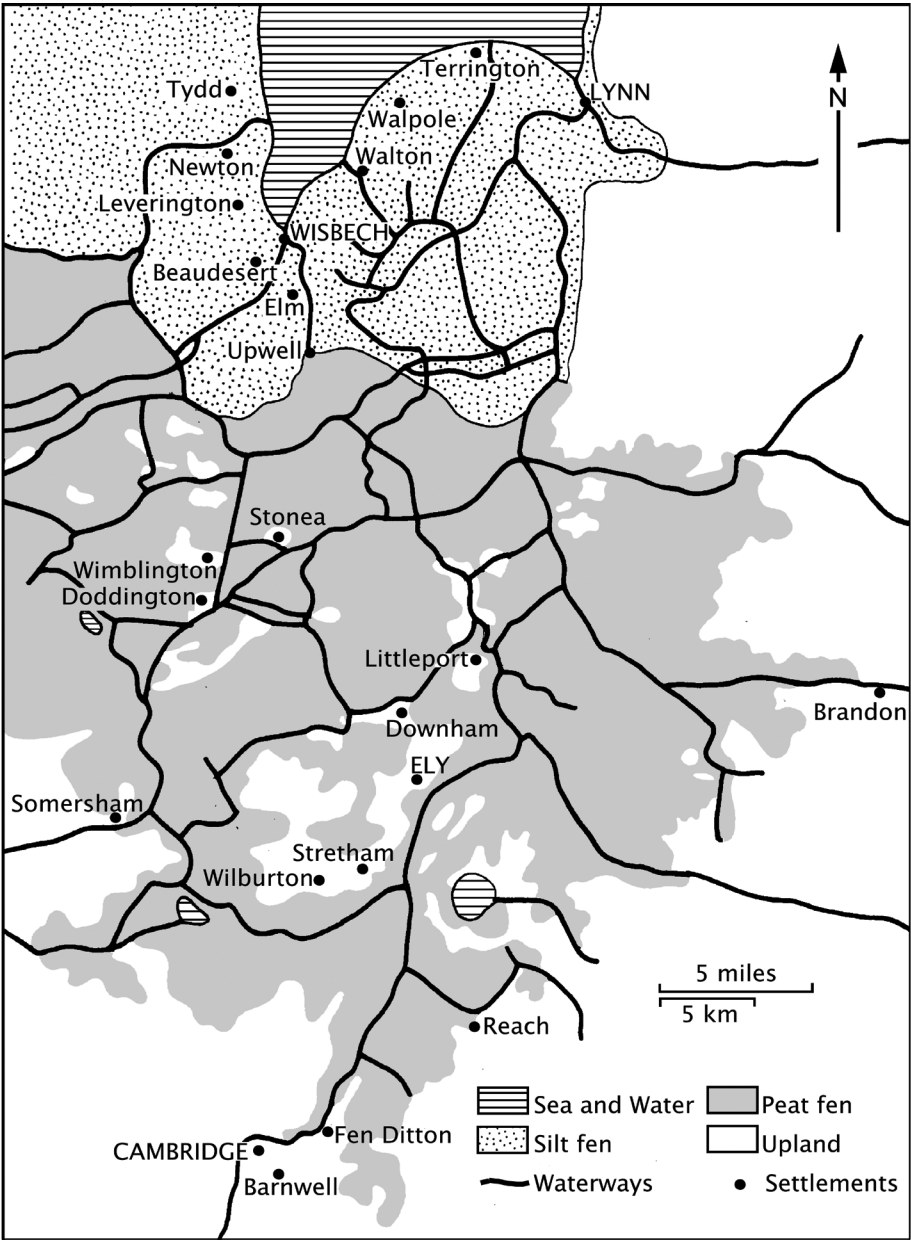 Terrington
Tydd
LYNN
N
Walpole
Newton
Walton
Leverington
WISBECH
Beaudesert
Elm
Upwell
Stonea
Wimblington
Doddington
Littleport
Brandon
Downham
ELY
Somersham
Stretham
Wilburton
5 miles
5 km
Reach
Sea and Water
Peat fen
Fen Ditton
Silt fen
Upland
CAMBRIDGE
Waterways
Settlements
Barnwell